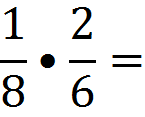 1/8 • 2/6 =